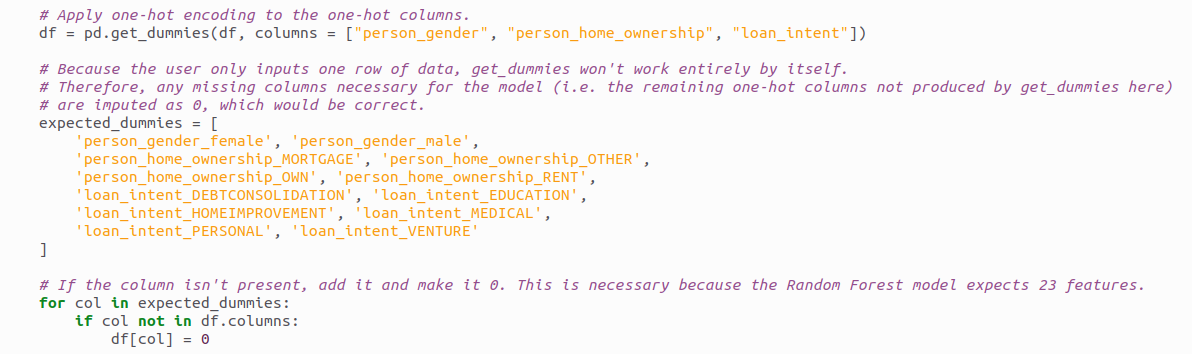 # Apply one-hot encoding to the one-hot columns.
df = pd.get_dummies(df, columns = ["person_gender", "person_home_ownership", "loan_intent"])
# Because the user only inputs one row of data, get_dummies won't work entirely by itself.
# Therefore, any missing columns necessary for the model (i.e. the remaining one-hot columns not produced by get_dummies here)
# are imputed as 0, which would be correct.
expected_dummies = [
    'person_gender_female', 'person_gender_male',
    'person_home_ownership_MORTGAGE', 'person_home_ownership_OTHER',
    'person_home_ownership_OWN', 'person_home_ownership_RENT',
    'loan_intent_DEBTCONSOLIDATION', 'loan_intent_EDUCATION',
    'loan_intent_HOMEIMPROVEMENT', 'loan_intent_MEDICAL',
    'loan_intent_PERSONAL', 'loan_intent_VENTURE'
]
# If the column isn't present, add it and make it 0. This is necessary because the Random Forest model expects 23 features.
for col in expected_dummies:
    if col not in df.columns:
        df[col] = 0